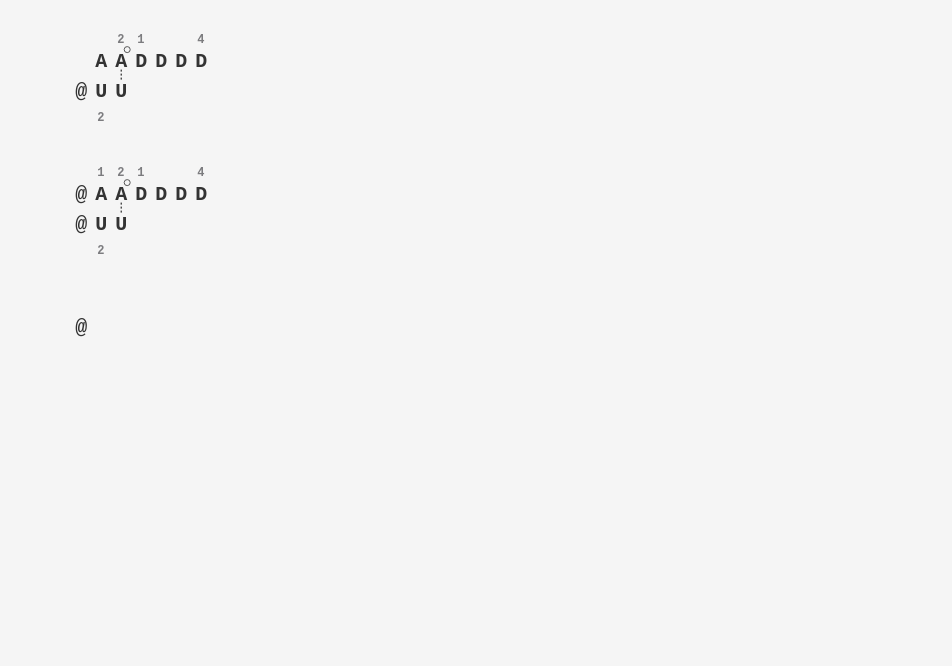 2 1 4
A A D D D D
@ U U
2
1 2 1 4
@ A A D D D D
@ U U
2
@